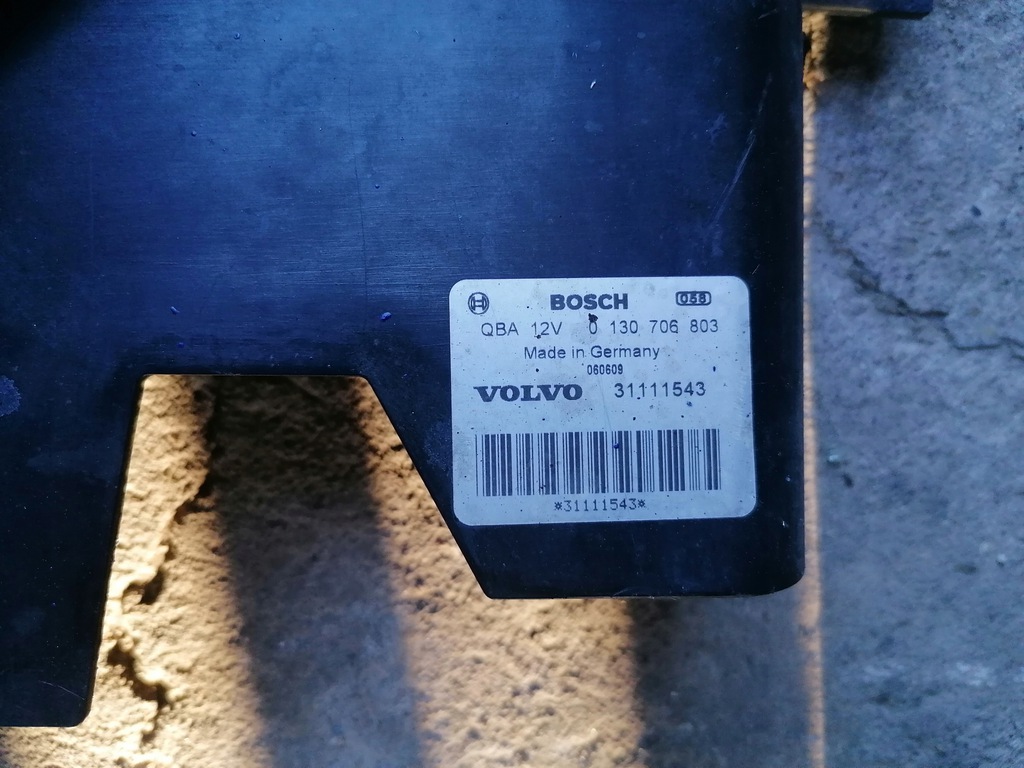 BOSCH 058
QBA 12V 0 130 706 803
Made in Germany
060609
VOLVO 31111543
*31111543*